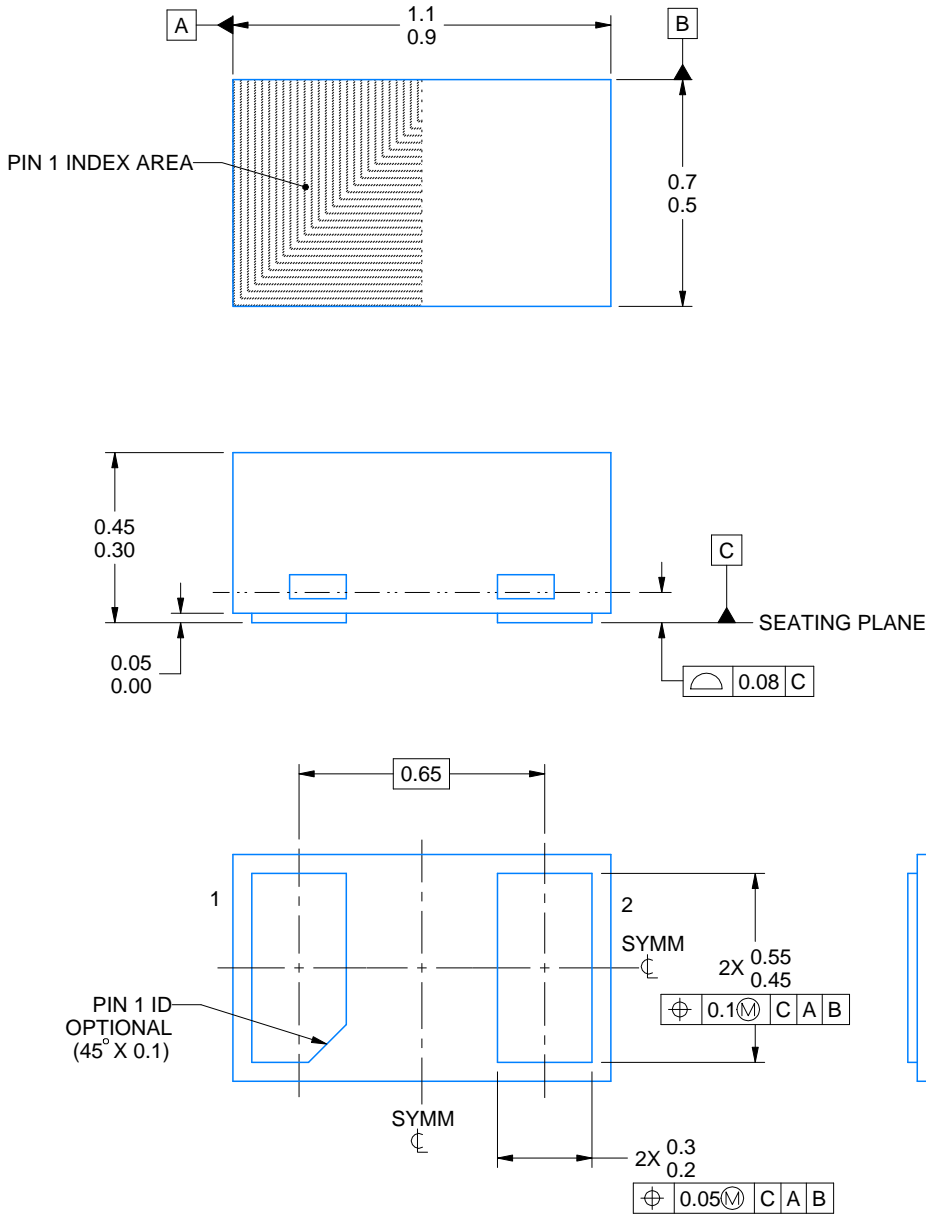 A
1.1
0.9
B
PIN 1 INDEX AREA
0.7
0.5
0.45
0.30
C
SEATING PLANE
0.05
0.00
0.08 C
0.65
1
2
SYMM
℄
2X 0.55
0.45
⌖ 0.1Ⓜ C A B
PIN 1 ID
OPTIONAL
(45° X 0.1)
SYMM
℄
2X 0.3
0.2
⌖ 0.05Ⓜ C A B